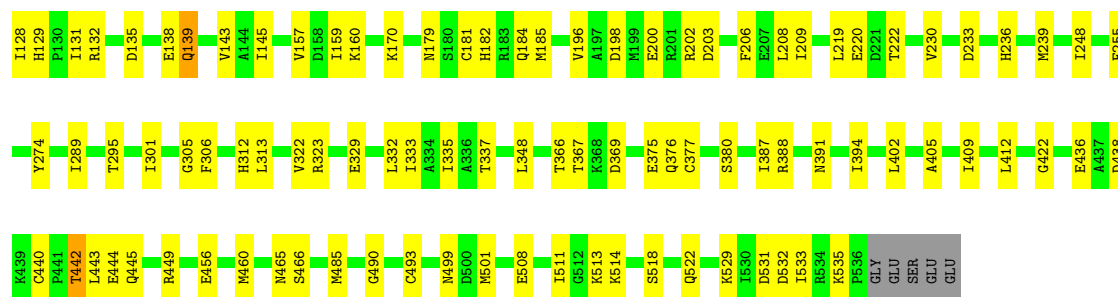 I128 H129 P130 I131 R132 D135 E138 Q139 V143 A144 I145 V157 D158 I159 K160 K170 N179 S180 C181 H182 R183 Q184 M185 V196 A197 D198 M199 E200 R201 R202 D203 F206 E207 L208 I209 L219 E220 D221 T222 V230 D233 H236 M239 I248
Y274 I289 T295 I301 G305 F306 H312 L313 V322 R323 E329 L332 I333 A334 I335 A336 T337 L348 T366 T367 K368 D369 E375 Q376 C377 S380 I387 R388 N391 I394 L402 A405 I409 L412 G422 E436 A437 D438
K439 C440 P441 T442 L443 E444 Q445 R449 E456 M460 N465 S466 M485 G490 C493 N499 D500 M501 E508 I511 G512 K513 K514 S518 Q522 K529 I530 D531 D532 I533 R534 K535 P536 GLY GLU SER GLU GLU